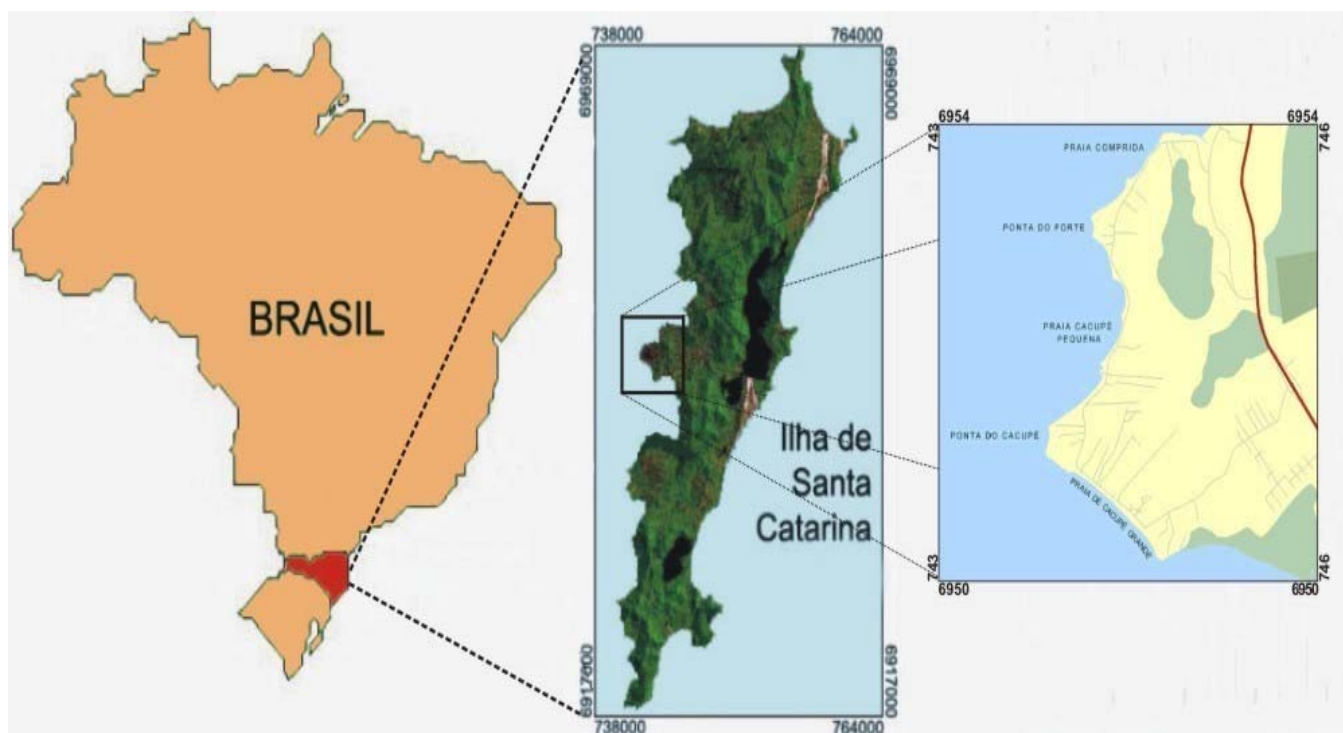 BRASIL
738000
764000
6969000
6969000
Ilha de
Santa
Catarina
6917000
6917000
738000
764000
6954
6954
743
746
PRAIA COMPRIDA
PONTA DO FORTE
PRAIA CACUPÉ
PEQUENA
PONTA DO CACUPÉ
PRAIA DE CACUPÉ GRANDE
743
746
6950
6950